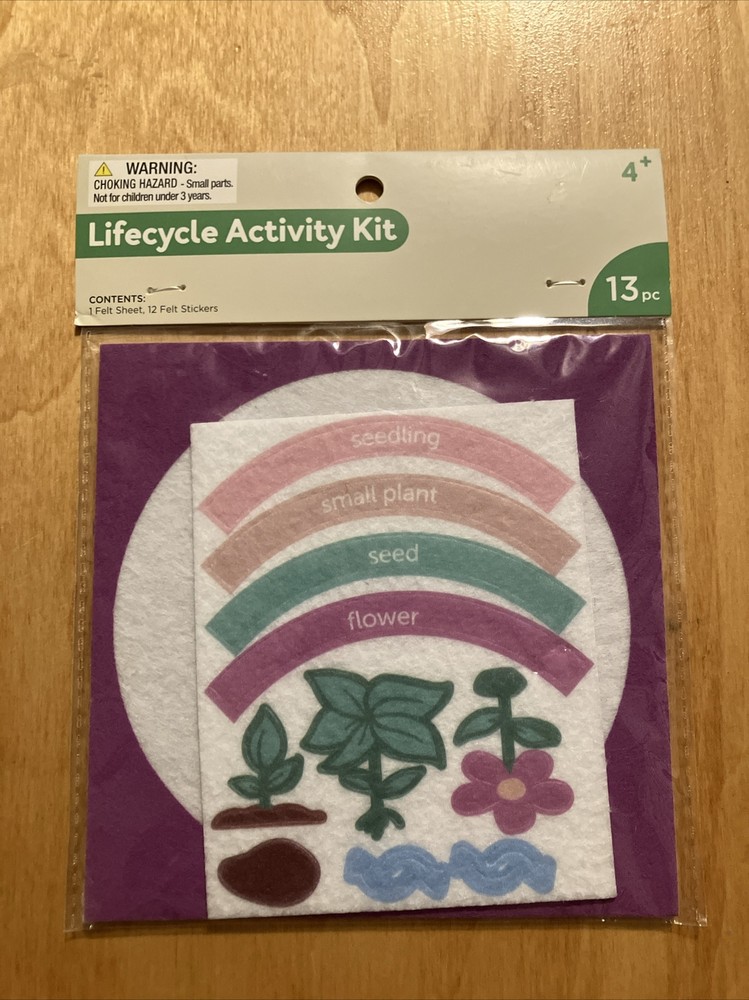 WARNING:
CHOKING HAZARD - Small parts.
Not for children under 3 years.
4+
Lifecycle Activity Kit
CONTENTS:
1 Felt Sheet, 12 Felt Stickers
13 pc
seedling
small plant
seed
flower